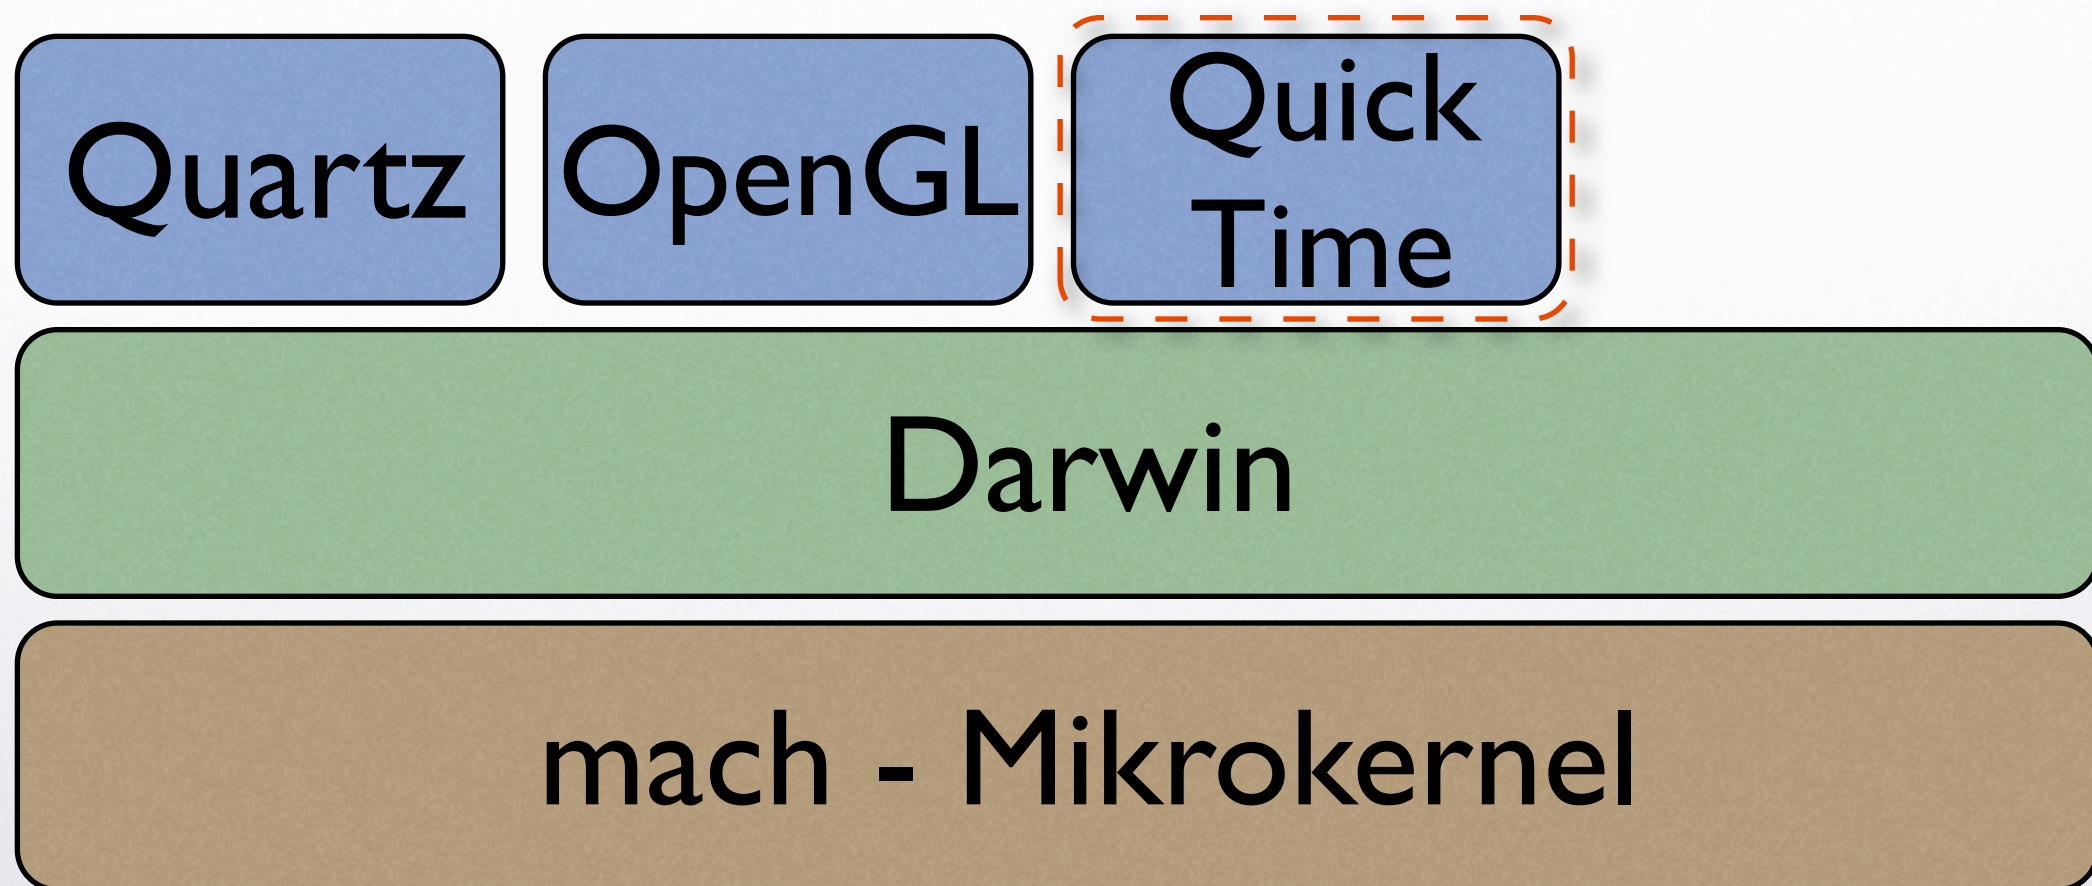 Quartz
OpenGL
Quick
Time
Darwin
mach - Mikrokernel